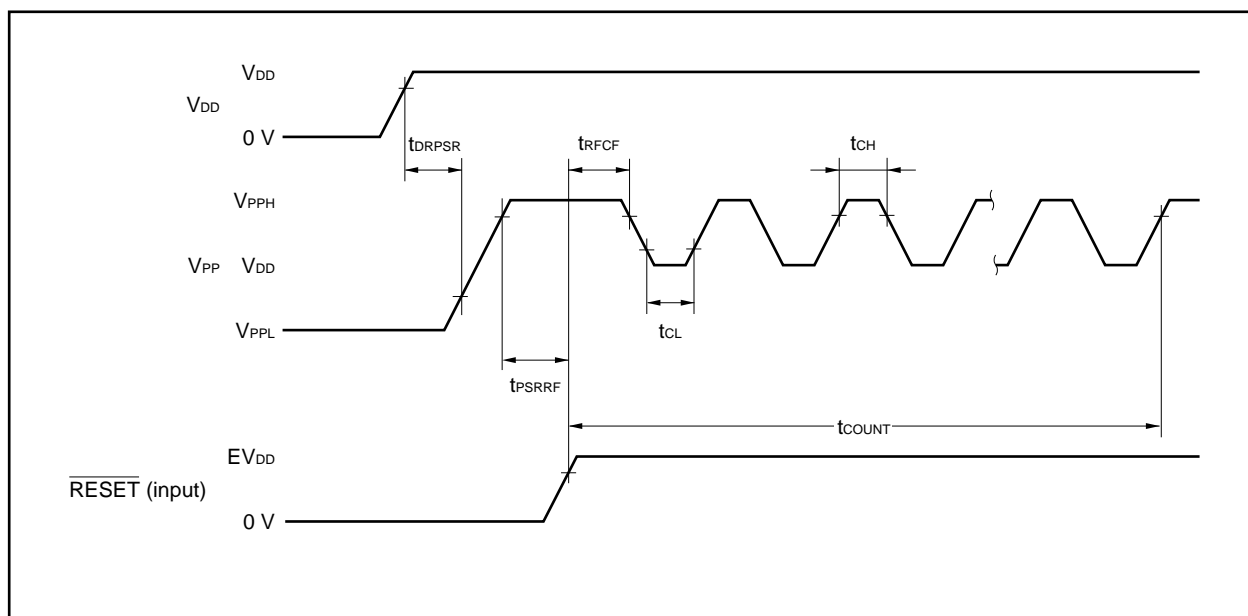 VDD
VDD
0 V
tDRPSR
tRFCF
tCH
VPPH
VPP VDD
VPPL
tCL
tPSRRF
tCOUNT
EVDD
RESET (input)
0 V